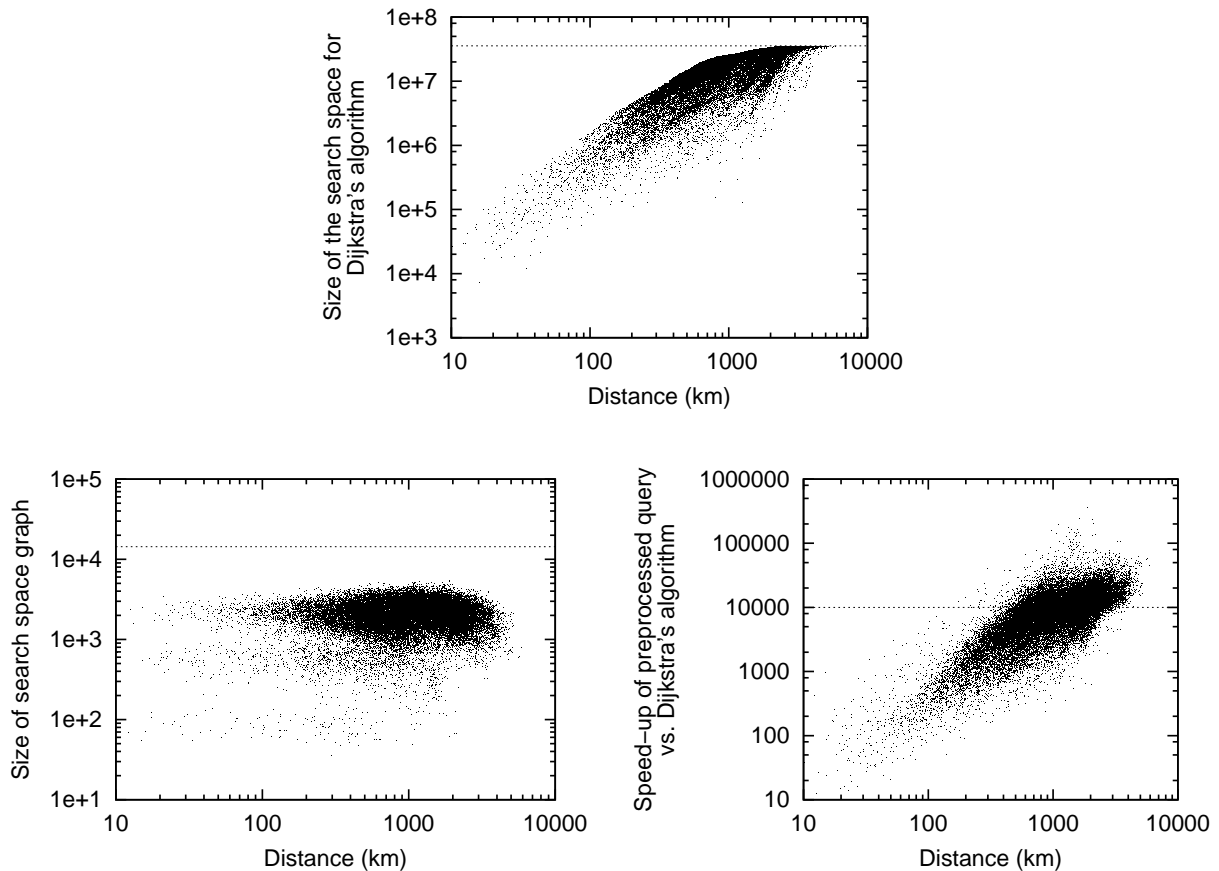 Size of the search space for
Dijkstra's algorithm
1e+8
1e+7
1e+6
1e+5
1e+4
1e+3
10 100 1000 10000
Distance (km)
Size of search space graph
1e+5
1e+4
1e+3
1e+2
1e+1
10 100 1000 10000
Distance (km)
Speed-up of preprocessed query
vs. Dijkstra's algorithm
1000000
100000
10000
1000
100
10
10 100 1000 10000
Distance (km)